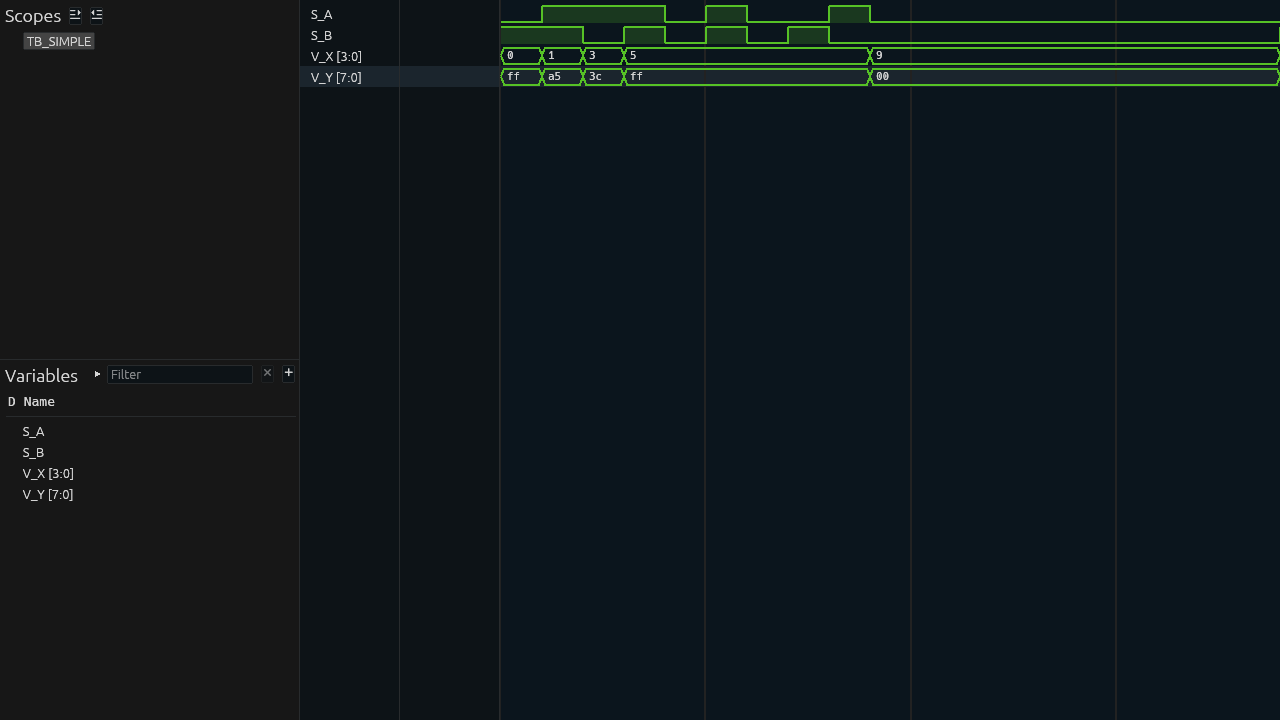 Scopes
TB_SIMPLE
Variables Filter × +
D Name
S_A
S_B
V_X [3:0]
V_Y [7:0]
S_A
S_B
V_X [3:0] 0 1 3 5 9
V_Y [7:0] ff a5 3c ff 00